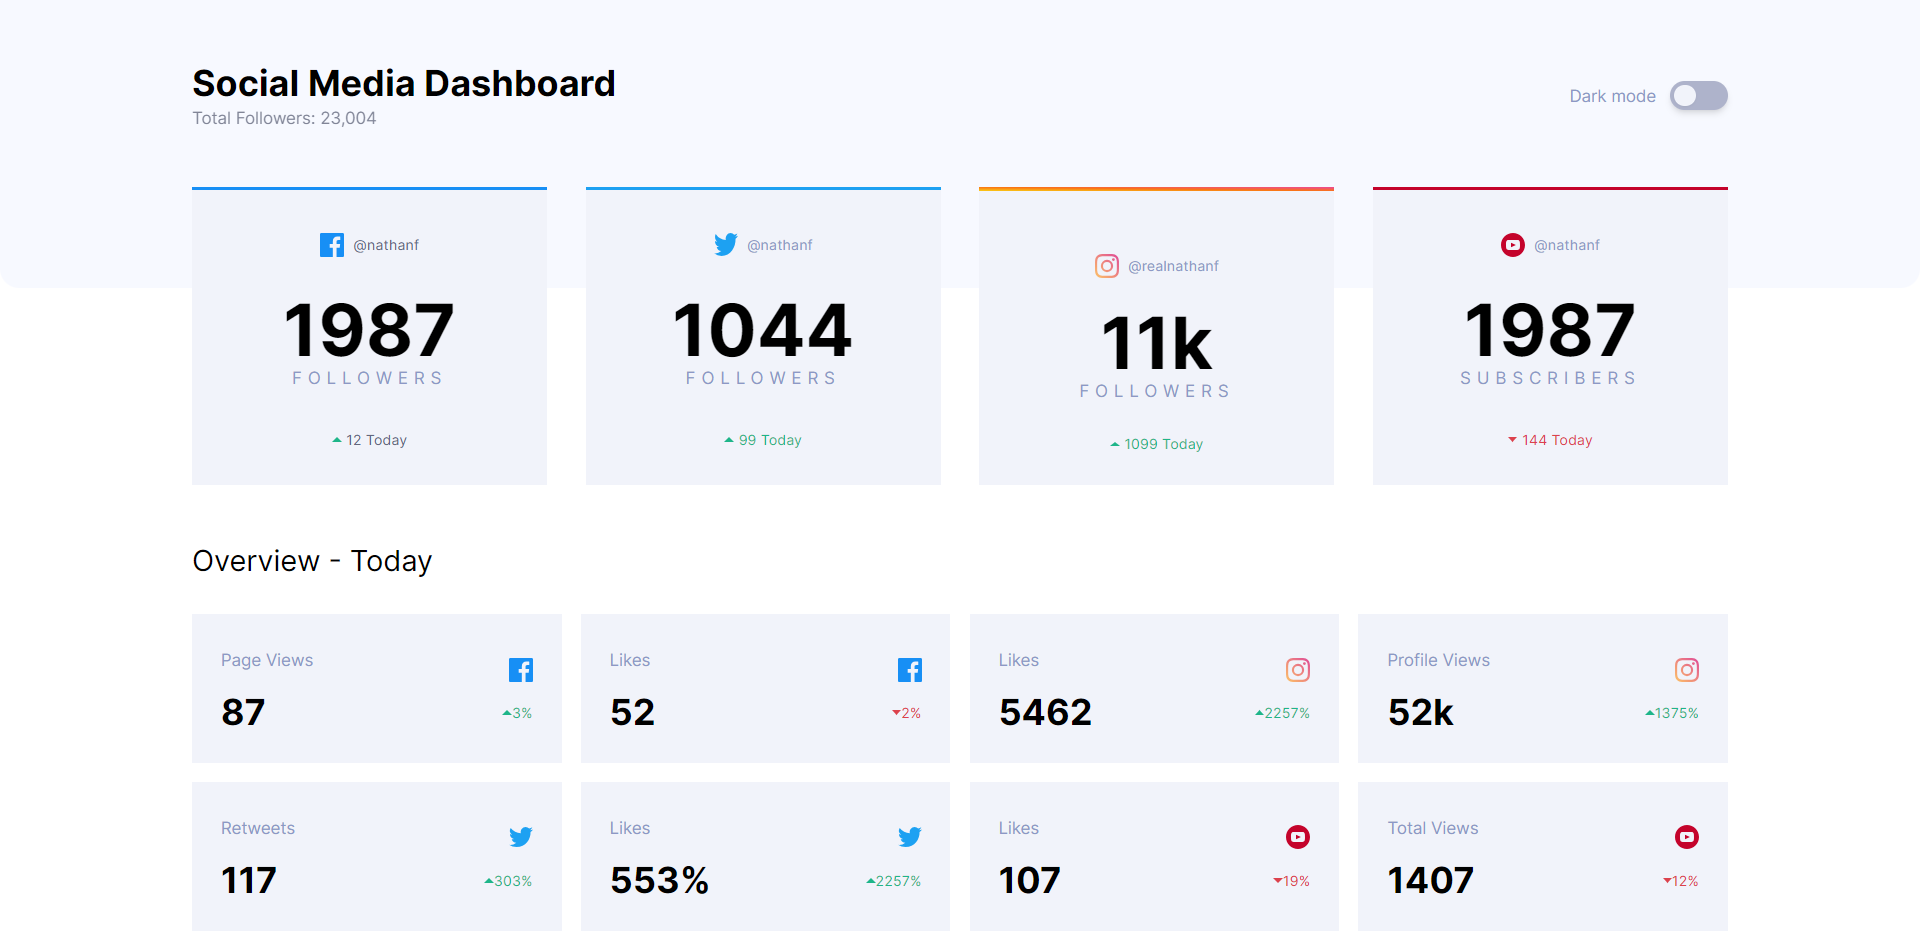 Social Media Dashboard
Total Followers: 23,004
Dark mode
@nathanf
1987
FOLLOWERS
12 Today
@nathanf
1044
FOLLOWERS
99 Today
@realnathanf
11k
FOLLOWERS
1099 Today
@nathanf
1987
SUBSCRIBERS
144 Today
Overview - Today
Page Views
87
3%
Likes
52
2%
Likes
5462
2257%
Profile Views
52k
1375%
Retweets
117
303%
Likes
553%
2257%
Likes
107
19%
Total Views
1407
12%